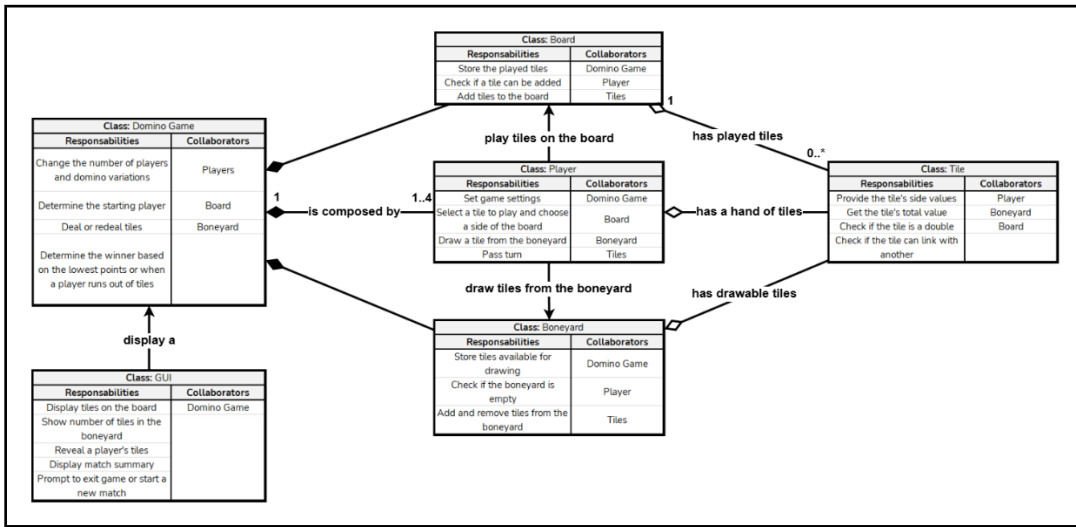 Class: Board
Responsabilities Collaborators
Store the played tiles Domino Game
Check if a tile can be added Player
Add tiles to the board Tiles
1
has played tiles
0..*
play tiles on the board
Class: Domino Game
Responsabilities Collaborators
Change the number of players
and domino variations
Players
Determine the starting player Board
Deal or redeal tiles Boneyard
Determine the winner based
on the lowest points or when
a player runs out of tiles
1
is composed by
1..4
Class: Player
Responsabilities Collaborators
Set game settings Domino Game
Select a tile to play and choose
a side of the board
Board
Draw a tile from the boneyard Boneyard
Pass turn Tiles
has a hand of tiles
Class: Tile
Responsabilities Collaborators
Provide the tile's side values Player
Get the tile's total value Boneyard
Check if the tile is a double Board
Check if the tile can link with
another
draw tiles from the boneyard
has drawable tiles
Class: Boneyard
Responsabilities Collaborators
Store tiles available for
drawing
Domino Game
Check if the boneyard is
empty
Player
Add and remove tiles from the
boneyard
Tiles
display a
Class: GUI
Responsabilities Collaborators
Display tiles on the board Domino Game
Show number of tiles in the
boneyard
Reveal a player's tiles
Display match summary
Prompt to exit game or start a
new match